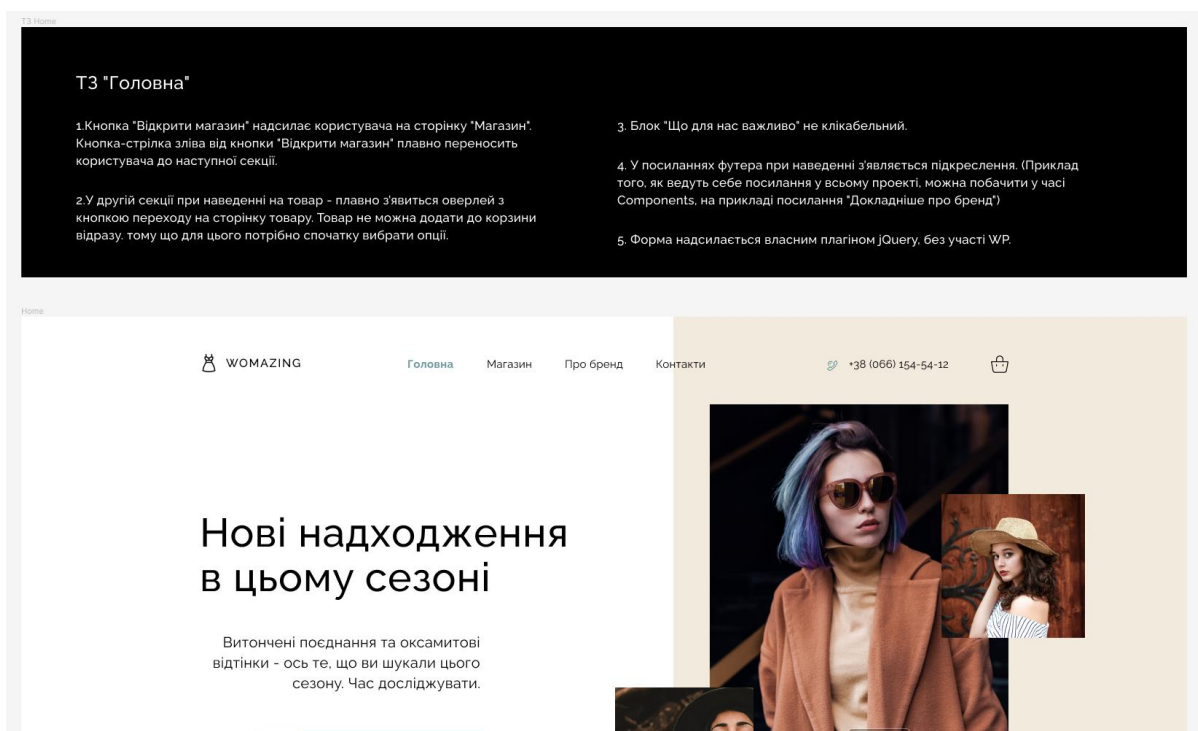 ТЗ Home
ТЗ "Головна"
1.Кнопка "Відкрити магазин" надсилає користувача на сторінку "Магазин".
Кнопка-стрілка зліва від кнопки "Відкрити магазин" плавно переносить
користувача до наступної секції.
2.У другій секції при наведенні на товар - плавно з'явиться оверлей з
кнопкою переходу на сторінку товару. Товар не можна додати до корзини
відразу. тому що для цього потрібно спочатку вибрати опції.
3. Блок "Що для нас важливо" не клікабельний.
4. У посиланнях футера при наведенні з'являється підкреслення. (Приклад
того, як ведуть себе посилання у всьому проекті, можна побачити у часі
Components, на прикладі посилання "Докладніше про бренд")
5. Форма надсилається власним плагіном jQuery, без участі WP.
Home
WOMAZING
Головна
Магазин
Про бренд
Контакти
+38 (066) 154-54-12
Нові надходження
в цьому сезоні
Витончені поєднання та оксамитові
відтінки - ось те, що ви шукали цього
сезону. Час досліджувати.